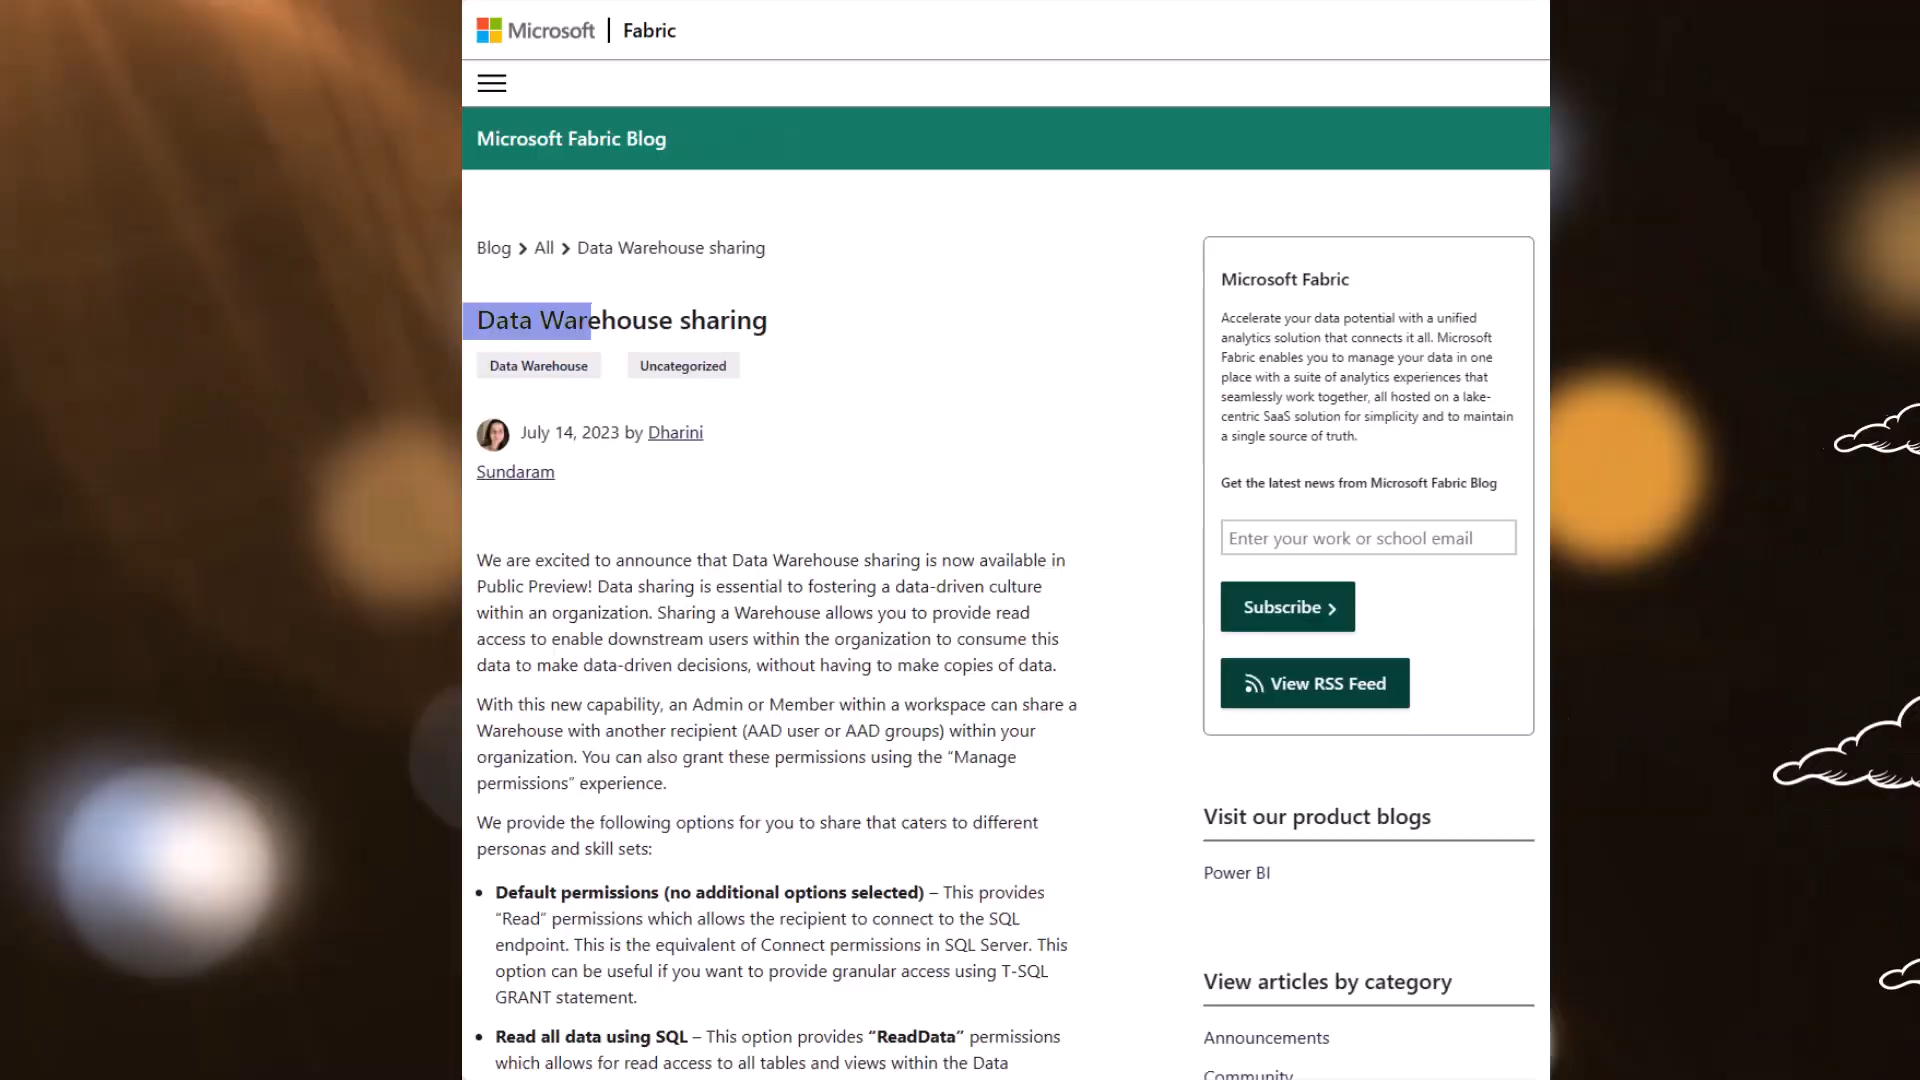 Microsoft | Fabric
Microsoft Fabric Blog
Blog > All > Data Warehouse sharing
Data Warehouse sharing
Data Warehouse Uncategorized
July 14, 2023 by Dharini
Sundaram
We are excited to announce that Data Warehouse sharing is now available in
Public Preview! Data sharing is essential to fostering a data-driven culture
within an organization. Sharing a Warehouse allows you to provide read
access to enable downstream users within the organization to consume this
data to make data-driven decisions, without having to make copies of data.
With this new capability, an Admin or Member within a workspace can share a
Warehouse with another recipient (AAD user or AAD groups) within your
organization. You can also grant these permissions using the “Manage
permissions” experience.
We provide the following options for you to share that caters to different
personas and skill sets:
• Default permissions (no additional options selected) – This provides
“Read” permissions which allows the recipient to connect to the SQL
endpoint. This is the equivalent of Connect permissions in SQL Server. This
option can be useful if you want to provide granular access using T-SQL
GRANT statement.
• Read all data using SQL – This option provides “ReadData” permissions
which allows for read access to all tables and views within the Data
Microsoft Fabric
Accelerate your data potential with a unified
analytics solution that connects it all. Microsoft
Fabric enables you to manage your data in one
place with a suite of analytics experiences that
seamlessly work together, all hosted on a lake-
centric SaaS solution for simplicity and to maintain
a single source of truth.
Get the latest news from Microsoft Fabric Blog
Enter your work or school email
Subscribe >
View RSS Feed
Visit our product blogs
Power BI
View articles by category
Announcements
Community